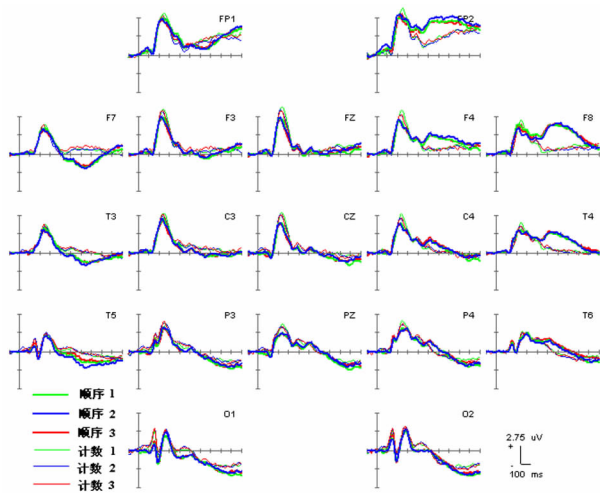 FP1 FP2
F7 F3 FZ F4 F8
T3 C3 CZ C4 T4
T5 P3 PZ P4 T6
顺序 1
顺序 2
顺序 3
计数 1
计数 2
计数 3
O1 O2
2.75 uV
+
-
100 ms